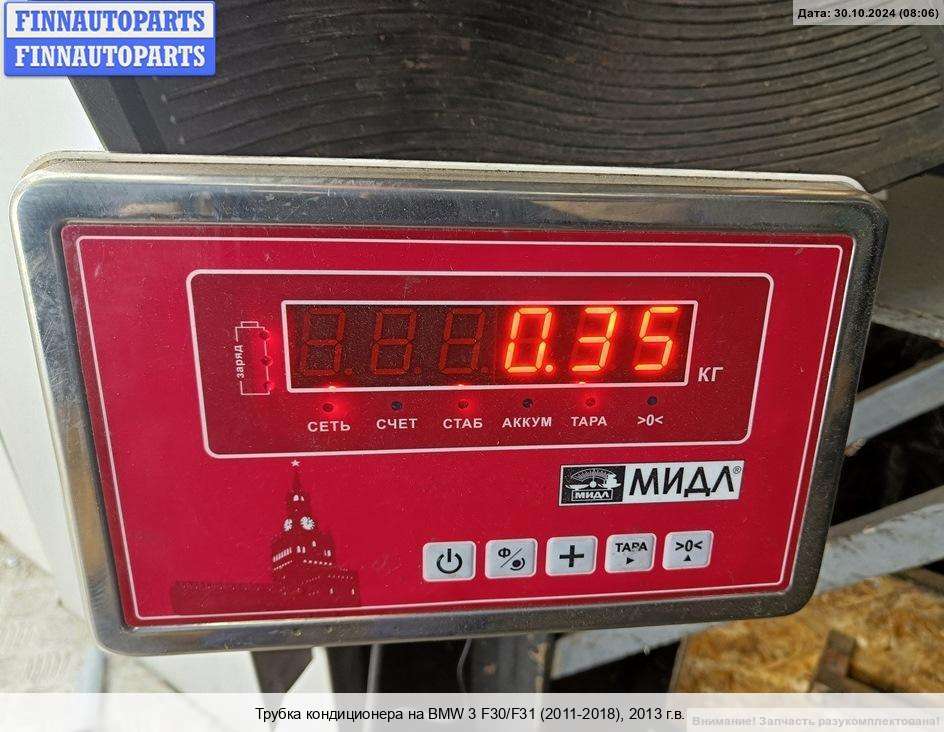 FINNAUTOPARTS
FINNAUTOPARTS
Дата: 30.10.2024 (08:06)
заряд
0.35
КГ
СЕТЬ СЧЕТ СТАБ АККУМ ТАРА >0<
МИДЛ МИДЛ®
Ф/ ТАРА >0<
Трубка кондиционера на BMW 3 F30/F31 (2011-2018), 2013 г.в.
Внимание! Запчасть разукомплектована!